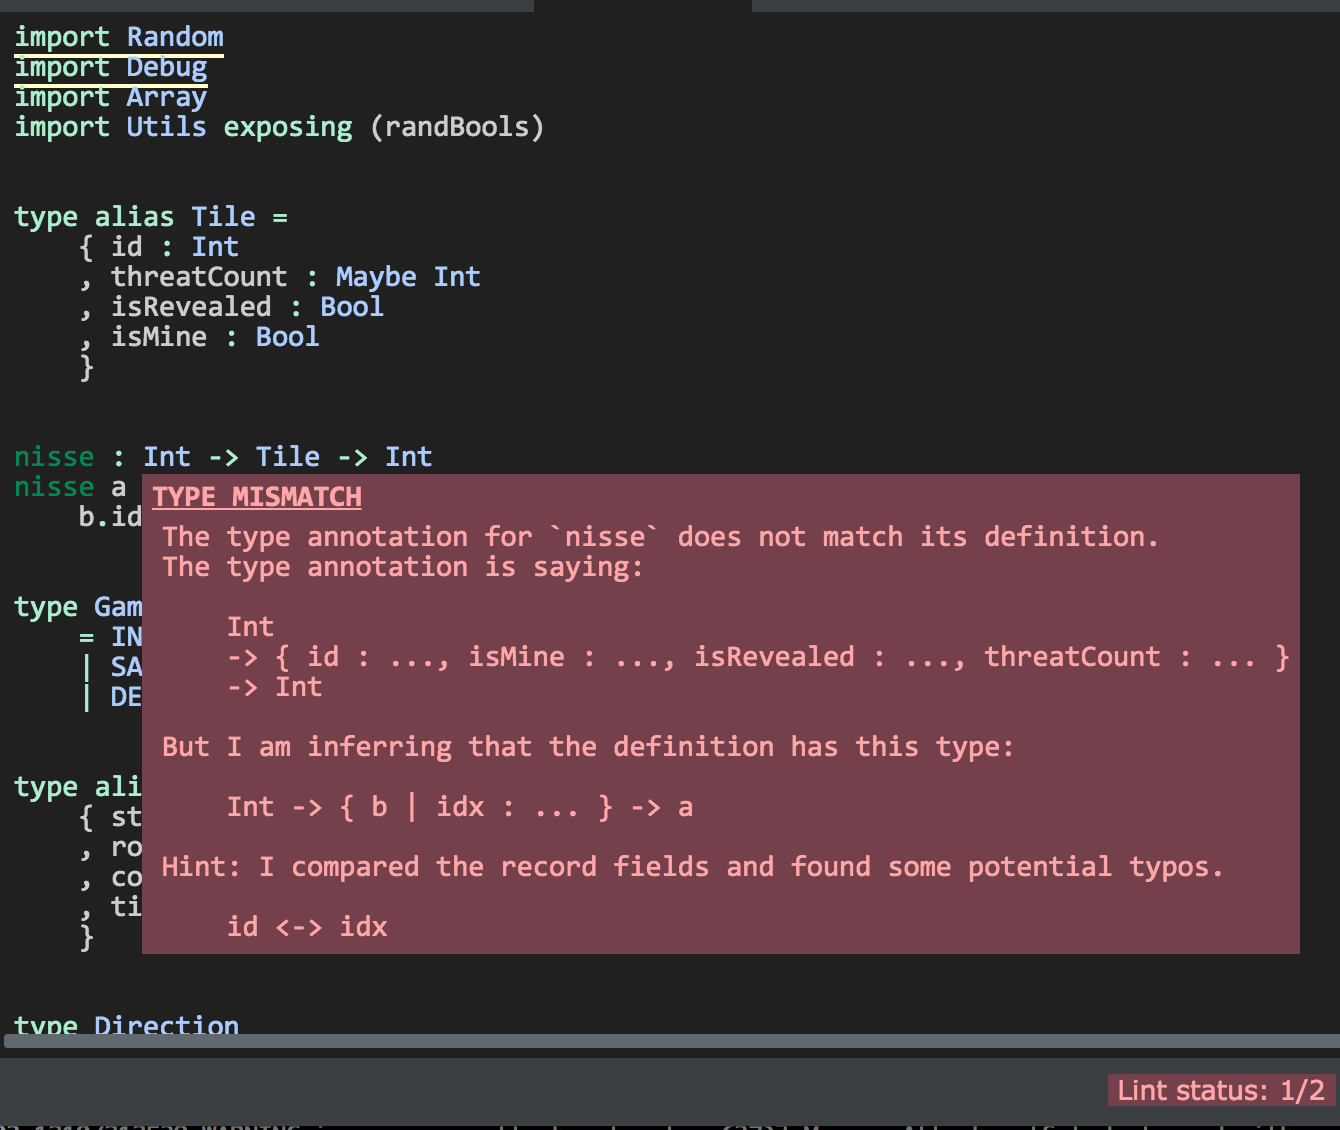 import Random
import Debug
import Array
import Utils exposing (randBools)
type alias Tile =
{ id : Int
, threatCount : Maybe Int
, isRevealed : Bool
, isMine : Bool
}
nisse : Int -> Tile -> Int
nisse a
b.id
TYPE MISMATCH
The type annotation for `nisse` does not match its definition.
The type annotation is saying:
Int
-> { id : ..., isMine : ..., isRevealed : ..., threatCount : ... }
-> Int
But I am inferring that the definition has this type:
Int -> { b | idx : ... } -> a
Hint: I compared the record fields and found some potential typos.
id <-> idx
type Gam
= IN
| SA
| DE
type ali
{ st
, ro
, co
, ti
}
type Direction
Lint status: 1/2